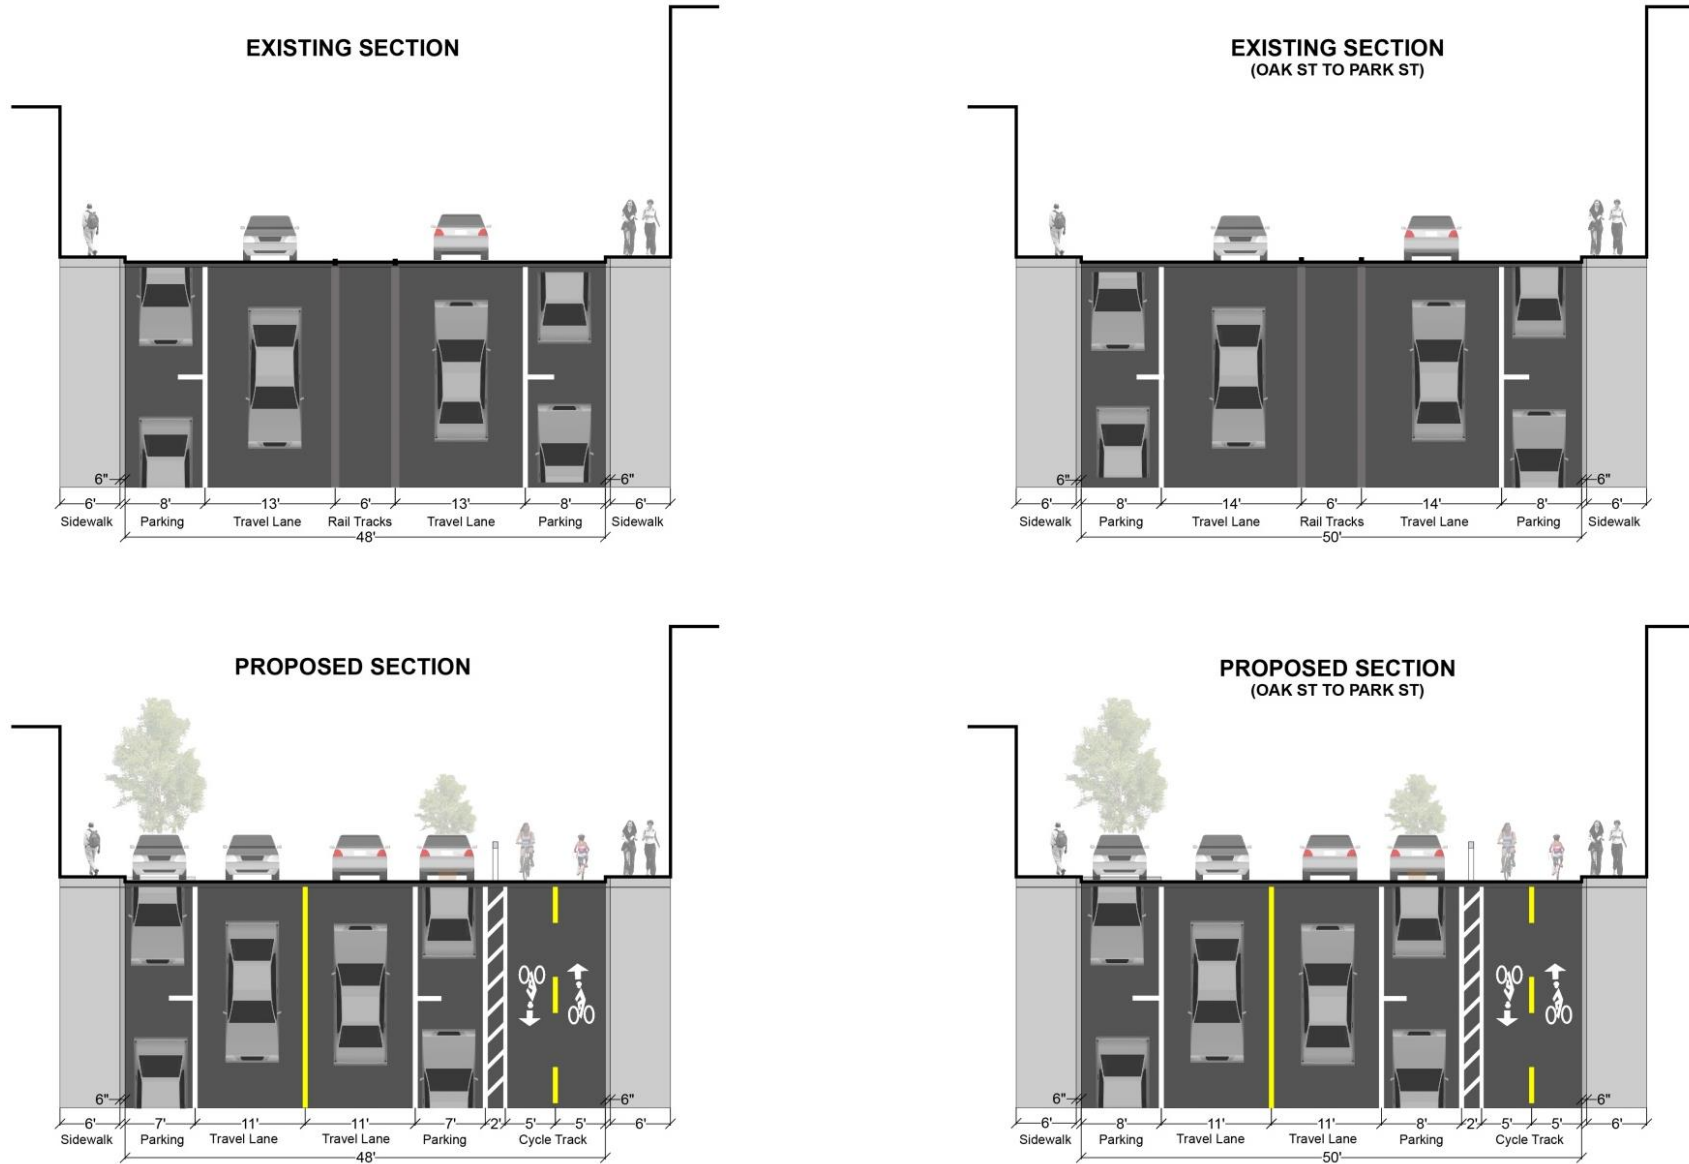 EXISTING SECTION
6"
6"
6' 8' 13' 6' 13' 8' 6'
Sidewalk Parking Travel Lane Rail Tracks Travel Lane Parking Sidewalk
48'
EXISTING SECTION
(OAK ST TO PARK ST)
6"
6"
6' 8' 14' 6' 14' 8' 6'
Sidewalk Parking Travel Lane Rail Tracks Travel Lane Parking Sidewalk
50'
PROPOSED SECTION
6"
6"
6' 7' 11' 11' 7' 2' 5' 5' 6'
Sidewalk Parking Travel Lane Travel Lane Parking Cycle Track
48'
PROPOSED SECTION
(OAK ST TO PARK ST)
6"
6"
6' 8' 11' 11' 8' 2' 5' 5' 6'
Sidewalk Parking Travel Lane Travel Lane Parking Cycle Track
50'